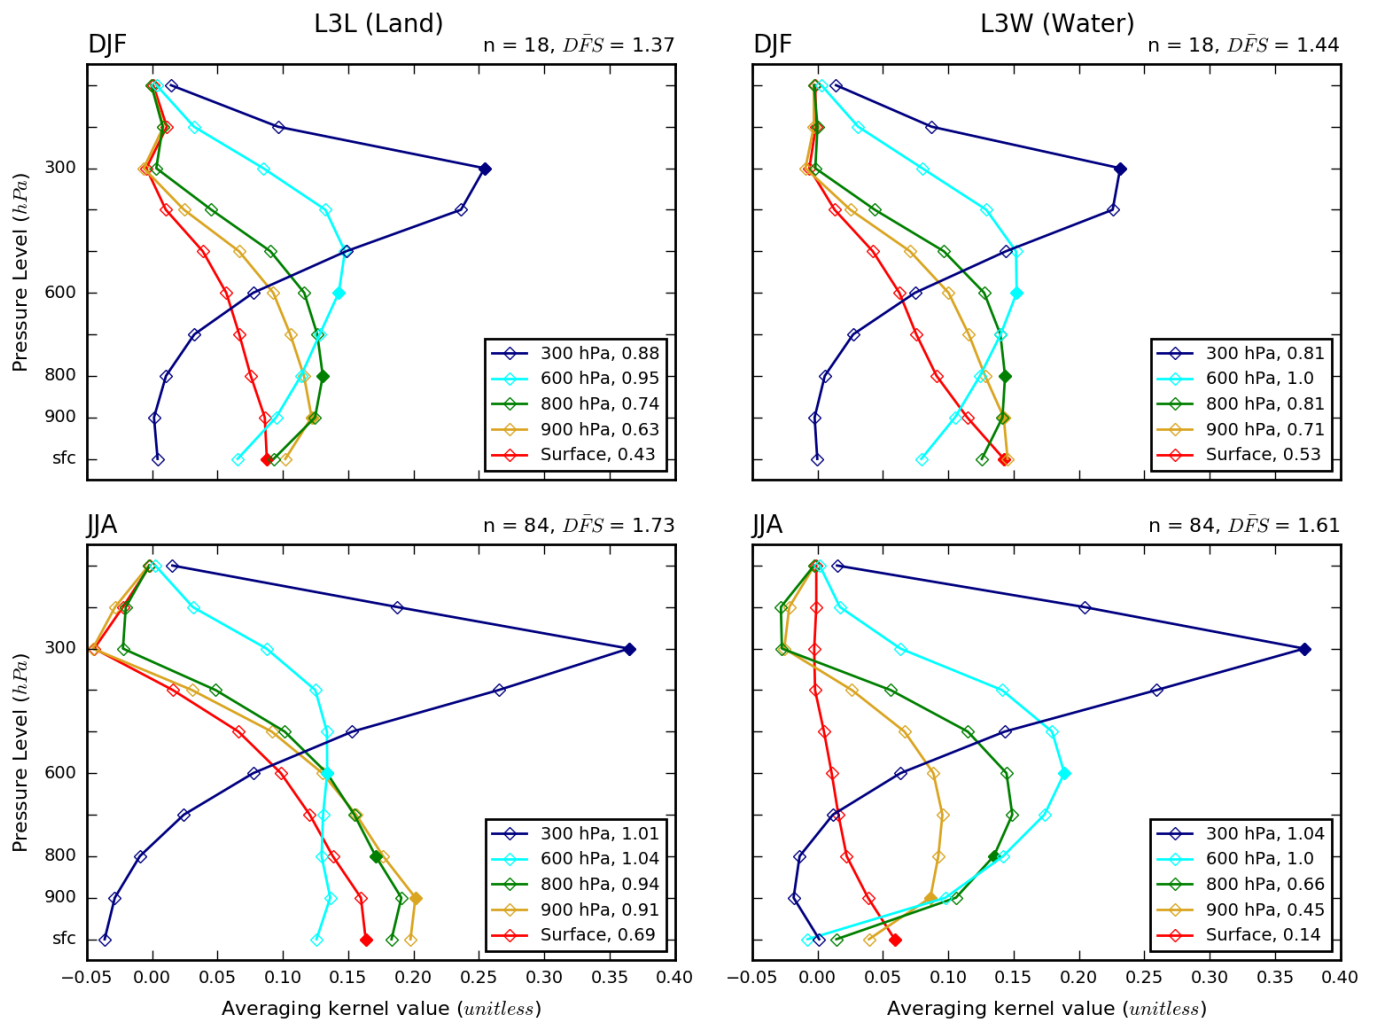 L3L (Land)
L3W (Water)
DJF
n = 18, DF̄S = 1.37
DJF
n = 18, DF̄S = 1.44
Pressure Level (hPa)
300
600
800
900
sfc
300 hPa, 0.88
600 hPa, 0.95
800 hPa, 0.74
900 hPa, 0.63
Surface, 0.43
300 hPa, 0.81
600 hPa, 1.0
800 hPa, 0.81
900 hPa, 0.71
Surface, 0.53
JJA
n = 84, DF̄S = 1.73
JJA
n = 84, DF̄S = 1.61
Pressure Level (hPa)
300
600
800
900
sfc
300 hPa, 1.01
600 hPa, 1.04
800 hPa, 0.94
900 hPa, 0.91
Surface, 0.69
300 hPa, 1.04
600 hPa, 1.0
800 hPa, 0.66
900 hPa, 0.45
Surface, 0.14
−0.05 0.00 0.05 0.10 0.15 0.20 0.25 0.30 0.35 0.40
−0.05 0.00 0.05 0.10 0.15 0.20 0.25 0.30 0.35 0.40
Averaging kernel value (unitless)
Averaging kernel value (unitless)